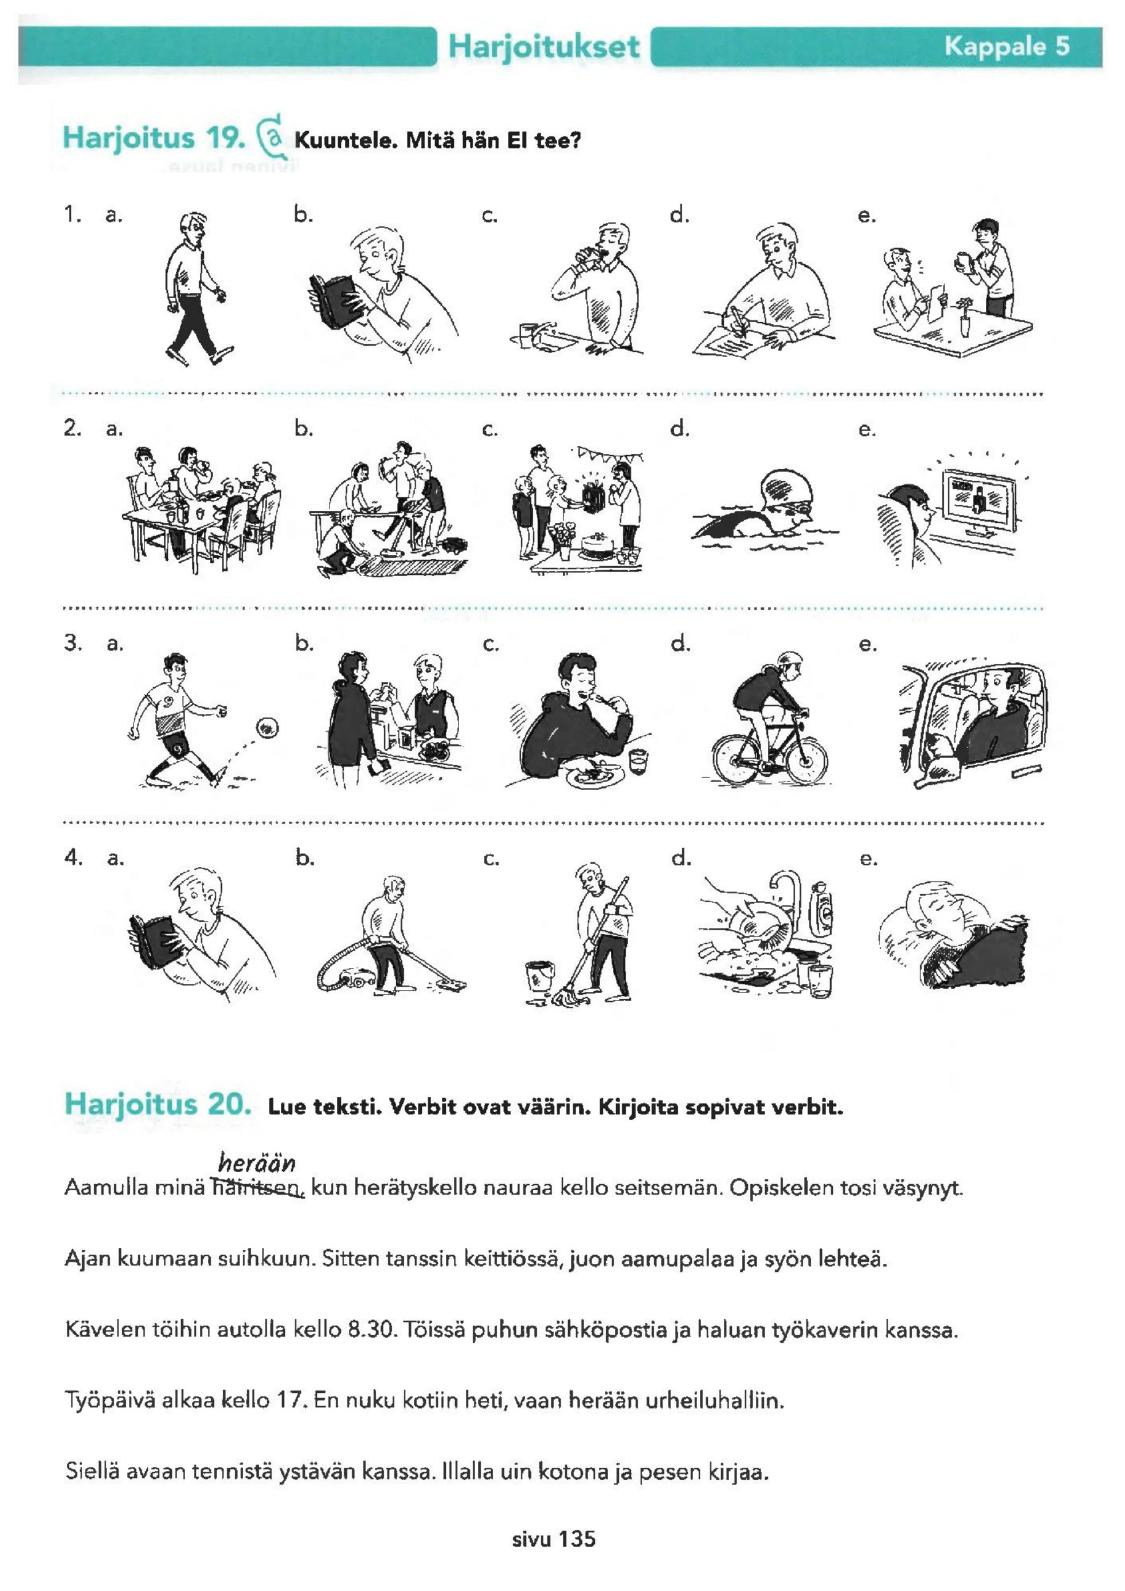 Harjoitukset
Kappale 5
Harjoitus 19. a Kuuntele. Mitä hän EI tee?
1. a. b. c. d. e.
2. a. b. c. d. e.
3. a. b. c. d. e.
4. a. b. c. d. e.
Harjoitus 20. Lue teksti. Verbit ovat väärin. Kirjoita sopivat verbit.
herään
Aamulla minä häiritsen, kun herätyskello nauraa kello seitsemän. Opiskelen tosi väsynyt.
Ajan kuumaan suihkuun. Sitten tanssin keittiössä, juon aamupalaa ja syön lehteä.
Kävelen töihin autolla kello 8.30. Töissä puhun sähköpostia ja haluan työkaverin kanssa.
Työpäivä alkaa kello 17. En nuku kotiin heti, vaan herään urheiluhalliin.
Siellä avaan tennistä ystävän kanssa. Illalla uin kotona ja pesen kirjaa.
sivu 135